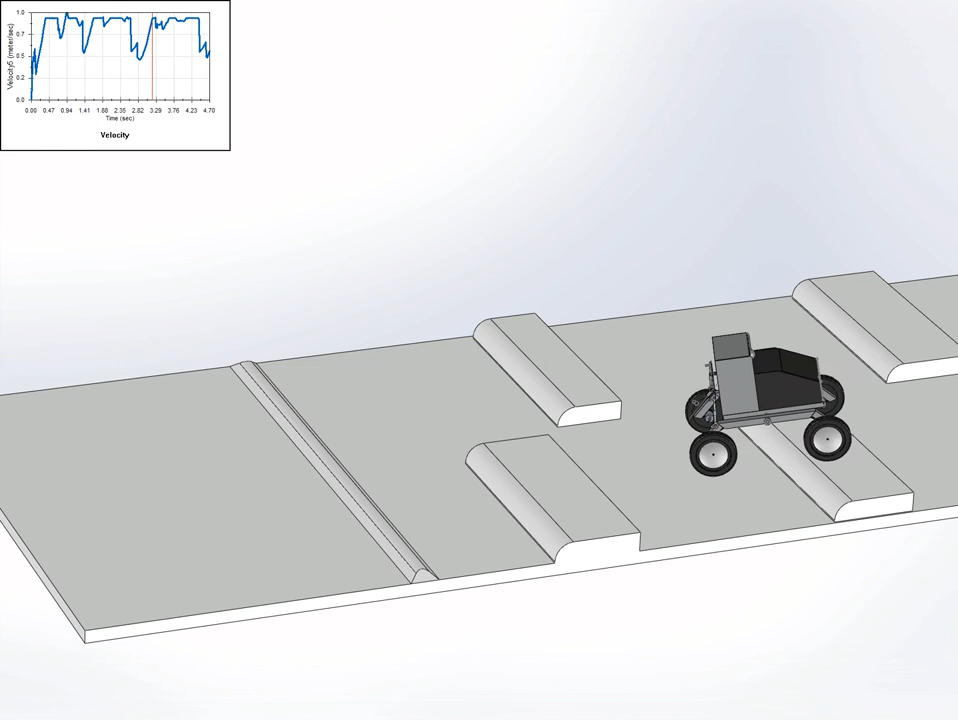 1.0
0.7
0.5
0.2
0.0
Velocity5 (meter/sec)
0.00 0.47 0.94 1.41 1.88 2.35 2.82 3.29 3.76 4.23 4.70
Time (sec)
Velocity